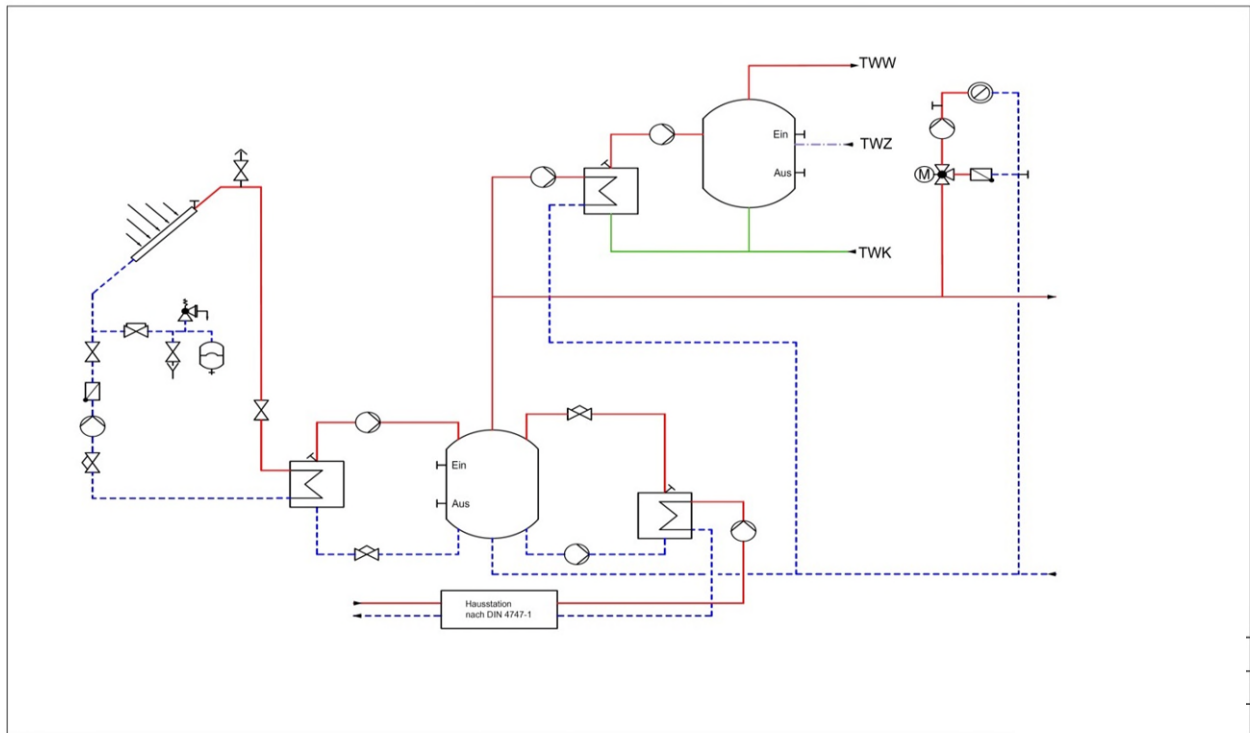 TWW
Ein
TWZ
Aus
M
TWK
Ein
Aus
Hausstation
nach DIN 4747-1